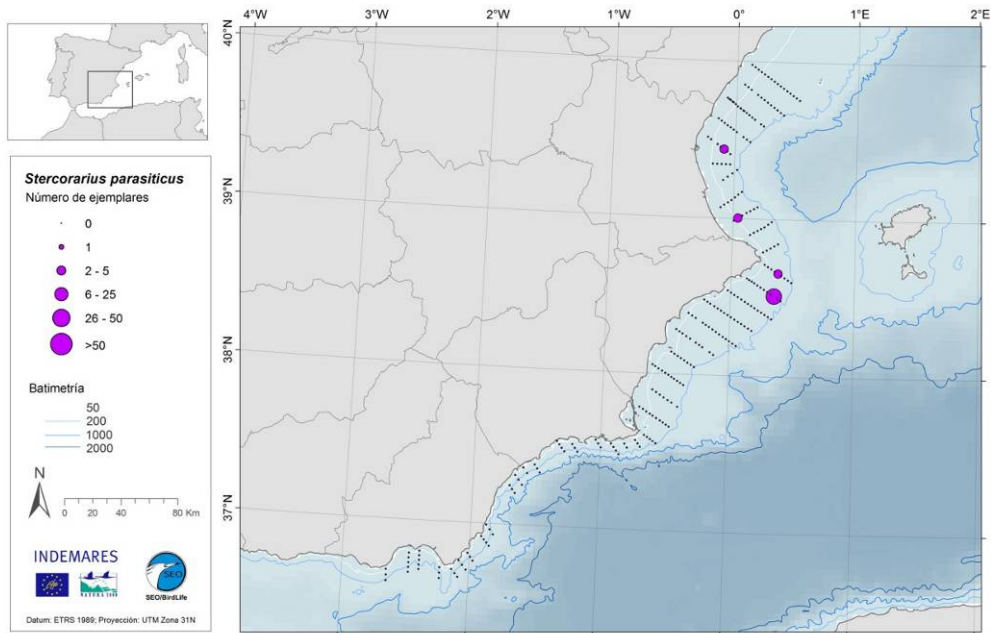 4°W 3°W 2°W 1°W 0° 1°E 2°E
40°N
39°N
38°N
37°N
Stercorarius parasiticus
Número de ejemplares
0
1
2 - 5
6 - 25
26 - 50
>50
Batimetría
50
200
1000
2000
N
0 20 40 80 Km
INDEMARES
NATURA 2000
SEO
SEO/BirdLife
Datum: ETRS 1989; Proyección: UTM Zona 31N